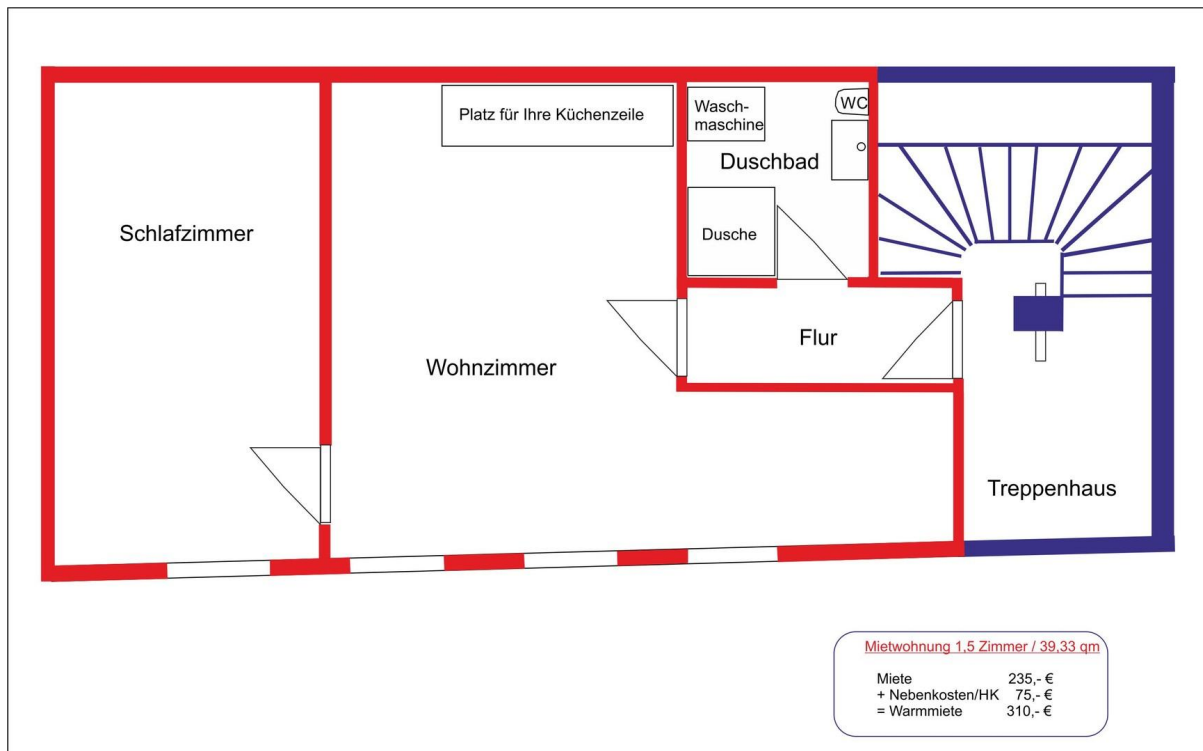 Platz für Ihre Küchenzeile
Wasch-
maschine
WC
Duschbad
Schlafzimmer
Dusche
Flur
Wohnzimmer
Treppenhaus
Mietwohnung 1,5 Zimmer / 39,33 qm
Miete 235,- €
+ Nebenkosten/HK 75,- €
= Warmmiete 310,- €